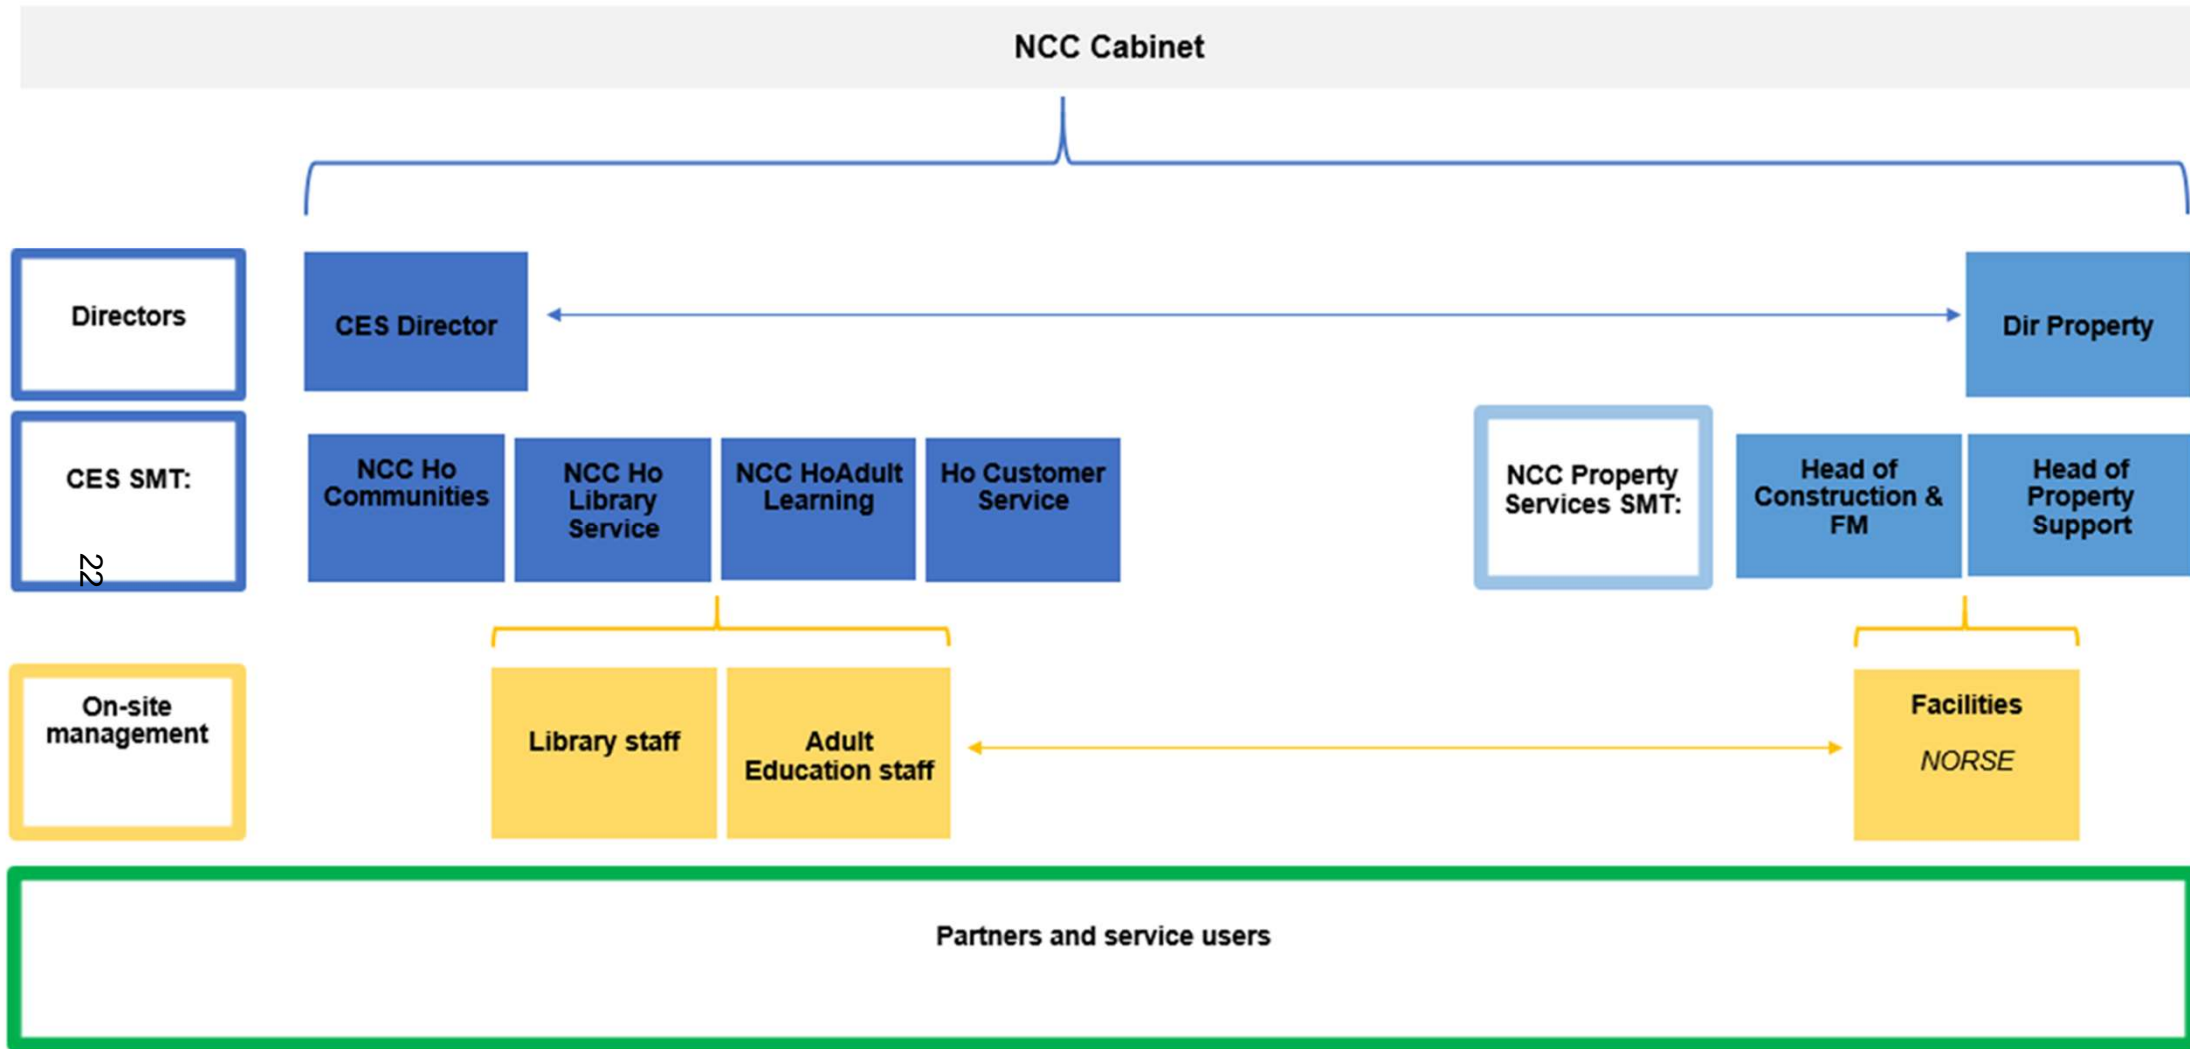 NCC Cabinet
Directors
CES Director
Dir Property
CES SMT:
22
NCC Ho
Communities
NCC Ho
Library
Service
NCC HoAdult
Learning
Ho Customer
Service
NCC Property
Services SMT:
Head of
Construction &
FM
Head of
Property
Support
On-site
management
Library staff
Adult
Education staff
Facilities
NORSE
Partners and service users